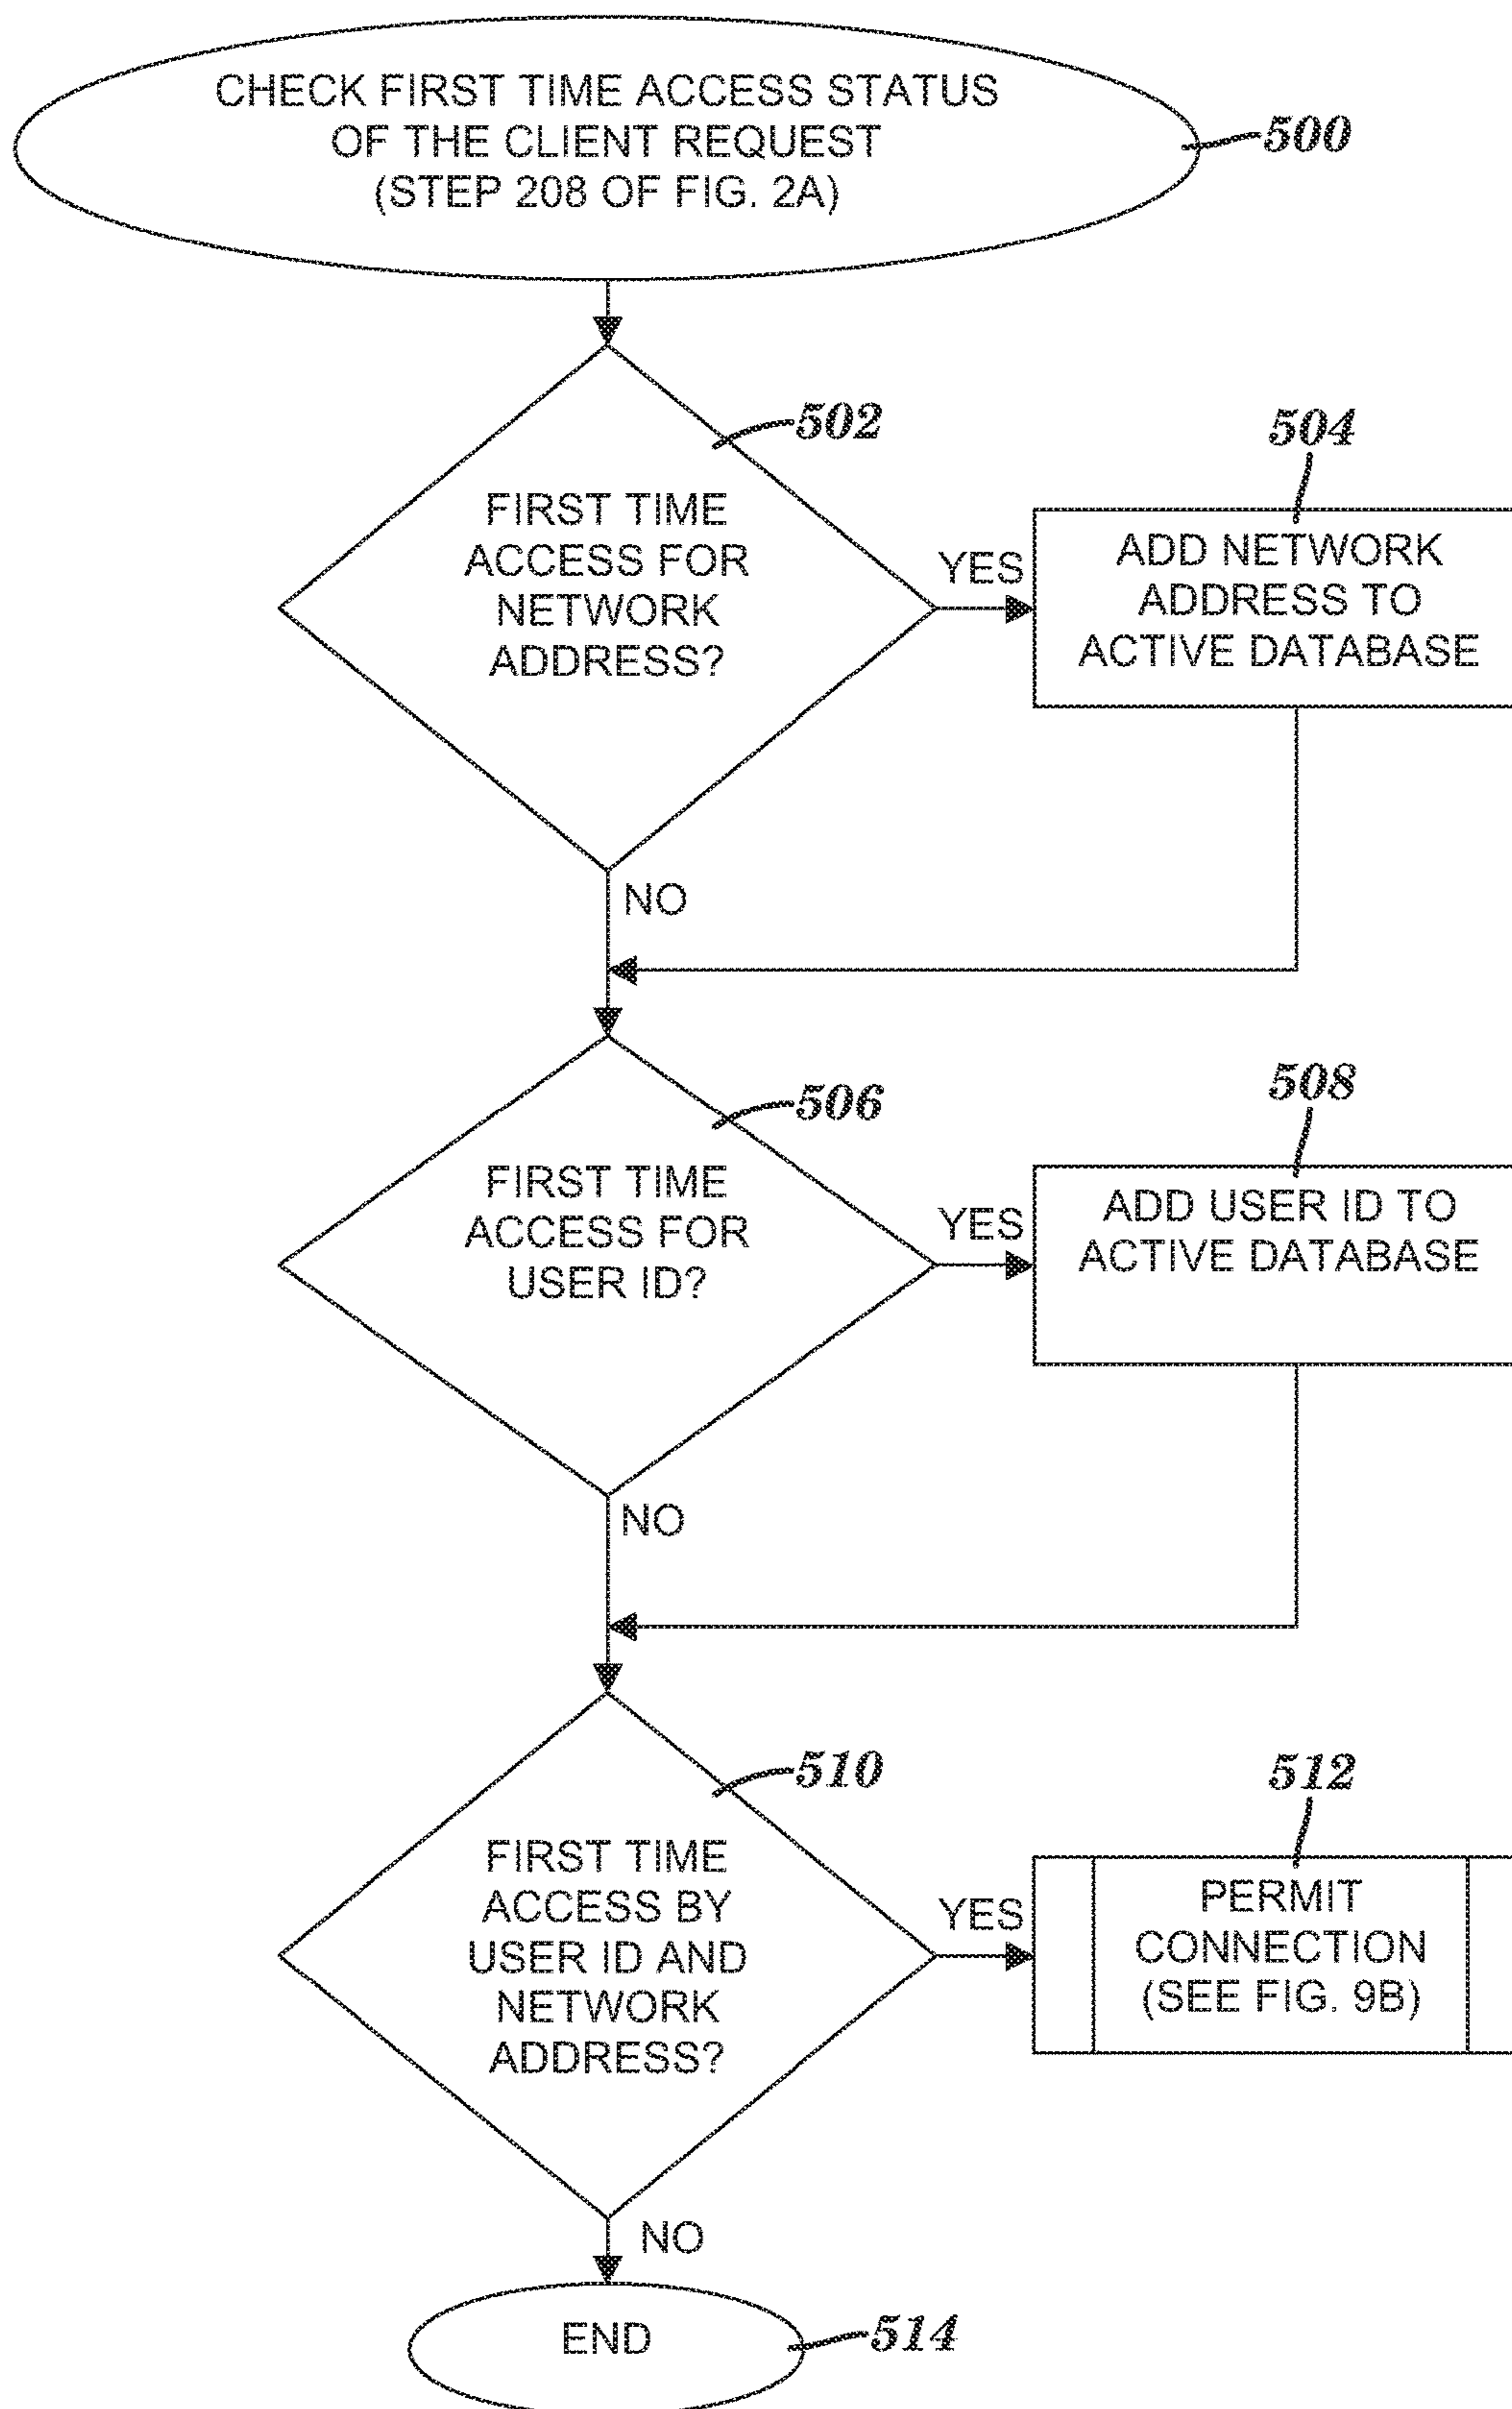 CHECK FIRST TIME ACCESS STATUS
OF THE CLIENT REQUEST
(STEP 208 OF FIG. 2A)
500
502
FIRST TIME
ACCESS FOR
NETWORK
ADDRESS?
YES
504
ADD NETWORK
ADDRESS TO
ACTIVE DATABASE
NO
506
FIRST TIME
ACCESS FOR
USER ID?
YES
508
ADD USER ID TO
ACTIVE DATABASE
NO
510
FIRST TIME
ACCESS BY
USER ID AND
NETWORK
ADDRESS?
YES
512
PERMIT
CONNECTION
(SEE FIG. 9B)
NO
END
514